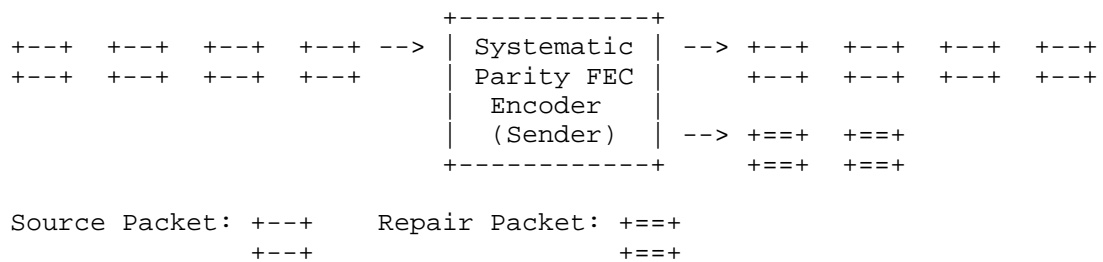 +------------+
+--+  +--+  +--+  +--+ --> | Systematic | --> +--+  +--+  +--+  +--+
+--+  +--+  +--+  +--+     | Parity FEC |     +--+  +--+  +--+  +--+
                           |  Encoder   |
                           |  (Sender)  | --> +==+  +==+
                           +------------+     +==+  +==+

Source Packet: +--+    Repair Packet: +==+
               +--+                   +==+